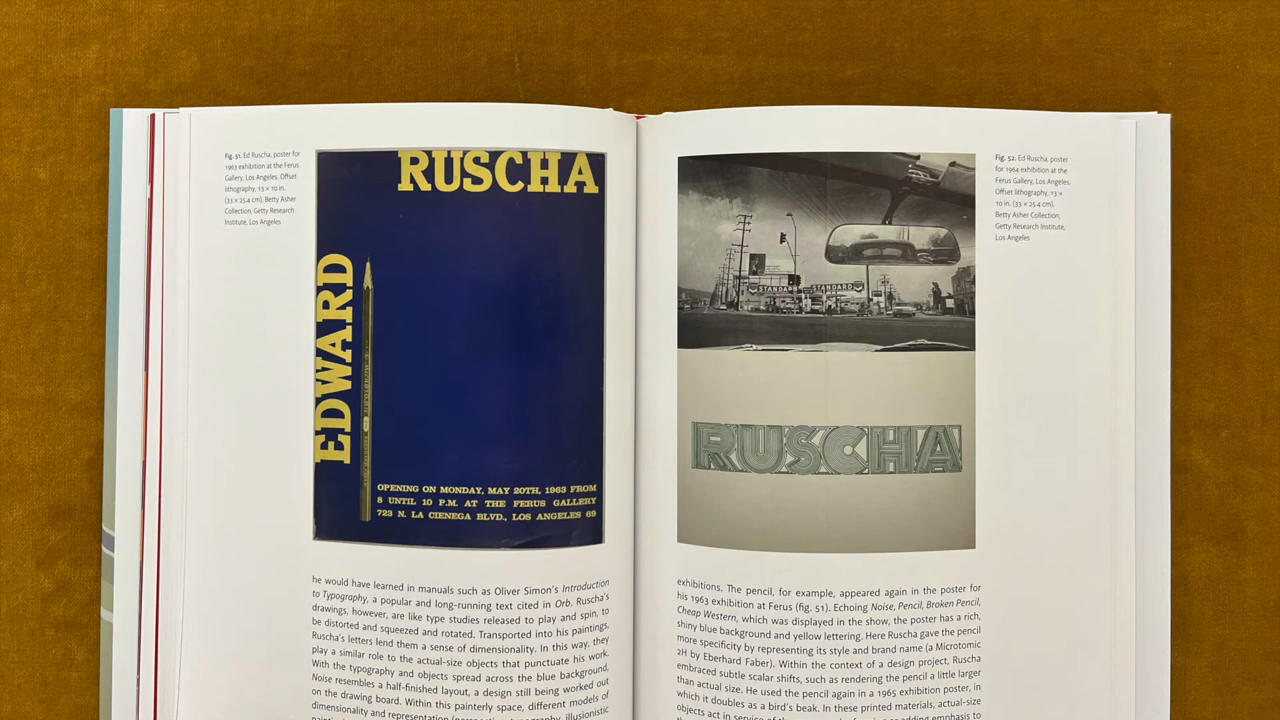 Fig. 51. Ed Ruscha, poster for
1963 exhibition at the Ferus
Gallery, Los Angeles. Offset
lithography, 13 × 10 in.
(33 × 25.4 cm). Betty Asher
Collection, Getty Research
Institute, Los Angeles
RUSCHA
EDWARD
OPENING ON MONDAY, MAY 20TH, 1963 FROM
8 UNTIL 10 P.M. AT THE FERUS GALLERY
723 N. LA CIENEGA BLVD., LOS ANGELES 69
he would have learned in manuals such as Oliver Simon's Introduction
to Typography, a popular and long-running text cited in Orb. Ruscha's
drawings, however, are like type studies released to play and spin, to
be distorted and squeezed and rotated. Transported into his paintings,
Ruscha's letters lend them a sense of dimensionality. In this way, they
play a similar role to the actual-size objects that punctuate his work.
With the typography and objects spread across the blue background,
Noise resembles a half-finished layout, a design still being worked out
on the drawing board. Within this painterly space, different models of
dimensionality and representation (perspective, typography, illusionistic
STANDARD
STANDARD
RUSCHA
Fig. 52. Ed Ruscha, poster
for 1964 exhibition at the
Ferus Gallery, Los Angeles.
Offset lithography, 13 ×
10 in. (33 × 25.4 cm).
Betty Asher Collection,
Getty Research Institute,
Los Angeles
exhibitions. The pencil, for example, appeared again in the poster for
his 1963 exhibition at Ferus (fig. 51). Echoing Noise, Pencil, Broken Pencil,
Cheap Western, which was displayed in the show, the poster has a rich,
shiny blue background and yellow lettering. Here Ruscha gave the pencil
more specificity by representing its style and brand name (a Microtomic
2H by Eberhard Faber). Within the context of a design project, Ruscha
embraced subtle scalar shifts, such as rendering the pencil a little larger
than actual size. He used the pencil again in a 1965 exhibition poster, in
which it doubles as a bird's beak. In these printed materials, actual-size
objects act in service of adding emphasis to